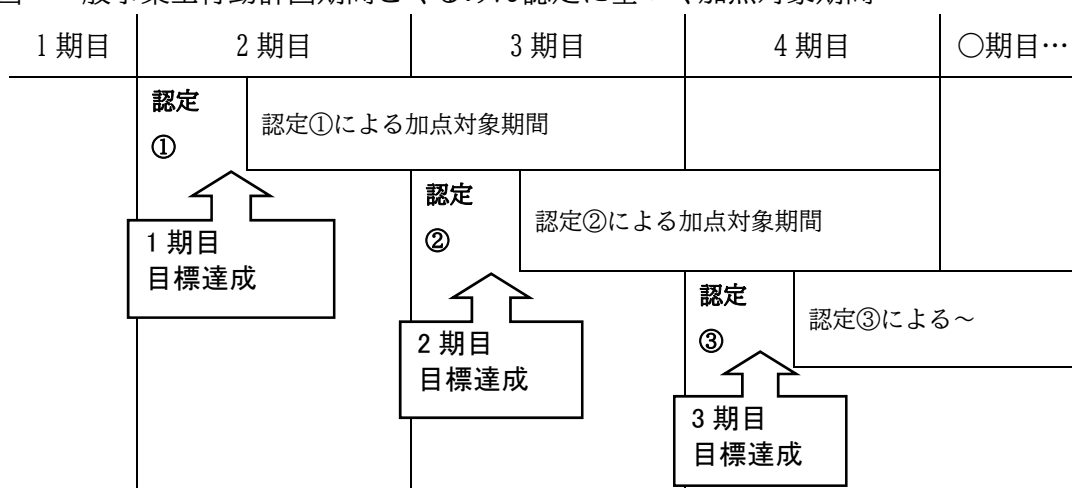 1期目
2期目
3期目
4期目
○期目…
認定
①
認定①による加点対象期間
1期目
目標達成
認定
②
認定②による加点対象期間
2期目
目標達成
認定
③
認定③による～
3期目
目標達成